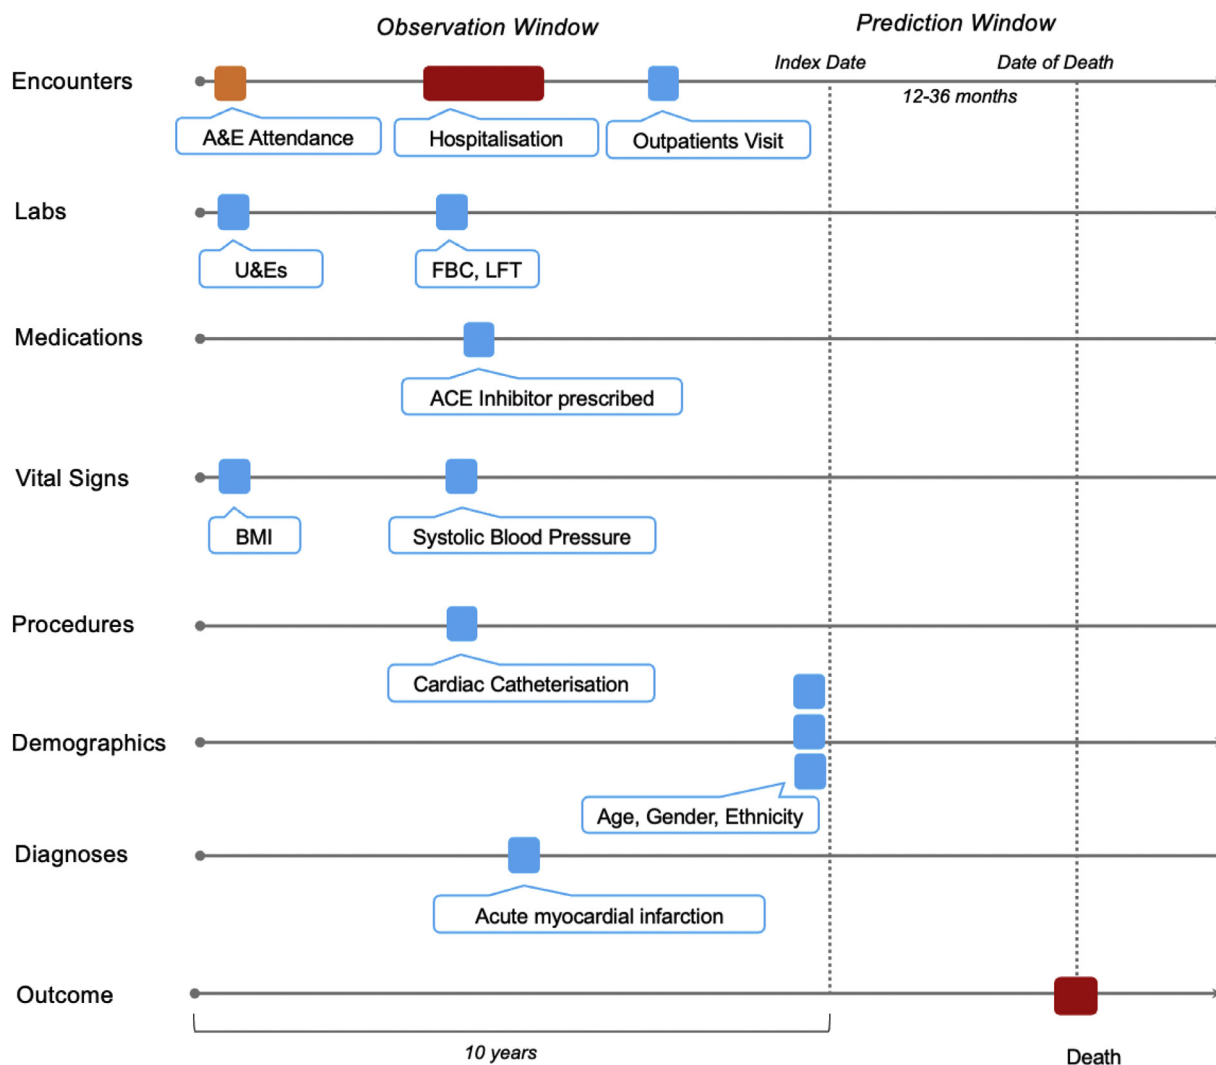 Observation Window
Prediction Window
Index Date
Date of Death
Encounters
12-36 months
A&E Attendance
Hospitalisation
Outpatients Visit
Labs
U&Es
FBC, LFT
Medications
ACE Inhibitor prescribed
Vital Signs
BMI
Systolic Blood Pressure
Procedures
Cardiac Catheterisation
Demographics
Age, Gender, Ethnicity
Diagnoses
Acute myocardial infarction
Outcome
10 years
Death